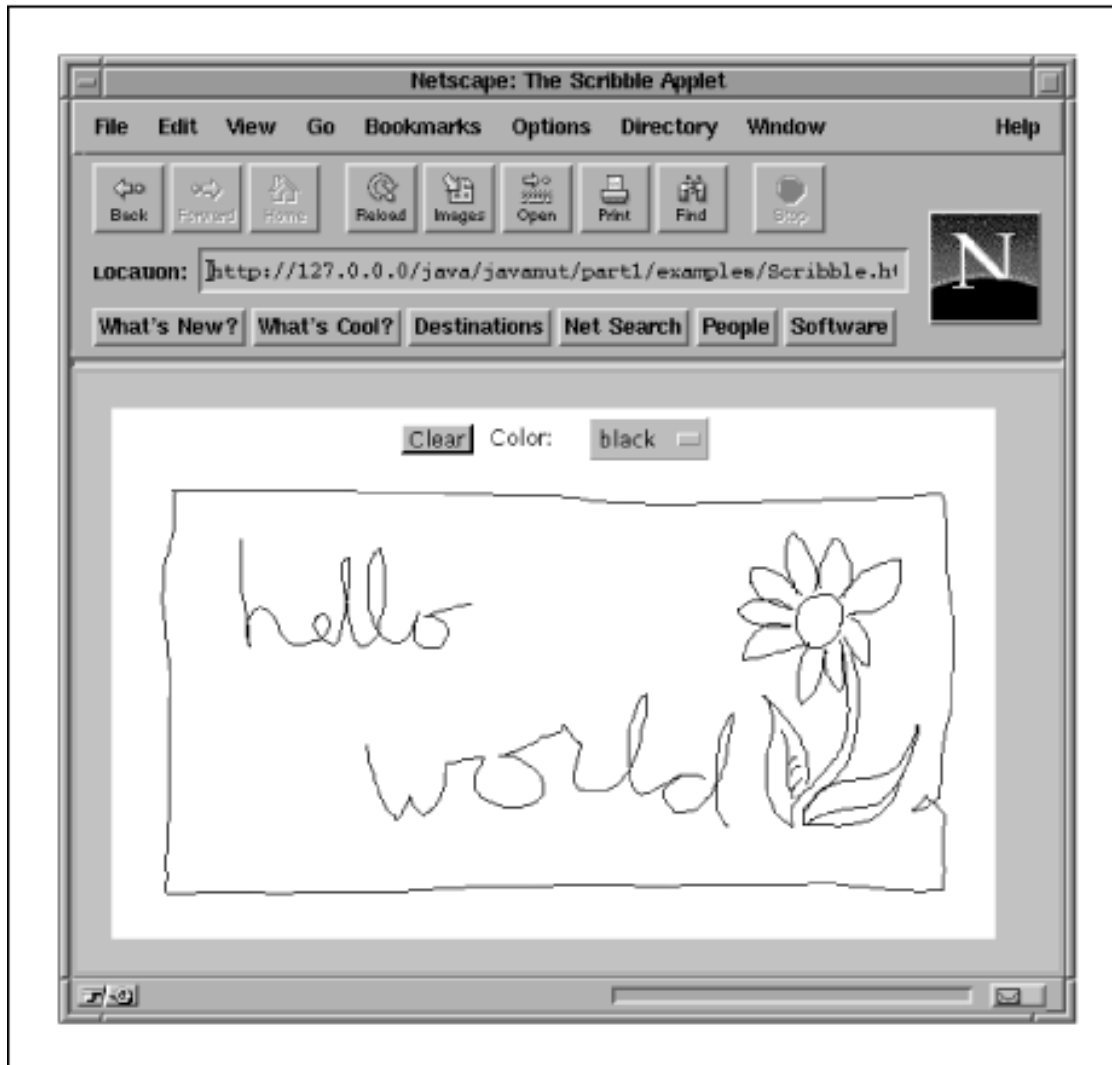 Netscape: The Scribble Applet
File Edit View Go Bookmarks Options Directory Window Help
Back Forward Home Reload Images Open Print Find Stop
Location: http://127.0.0.0/java/javanut/part1/examples/Scribble.ht
N
What's New? What's Cool? Destinations Net Search People Software
Clear Color: black
hello
world